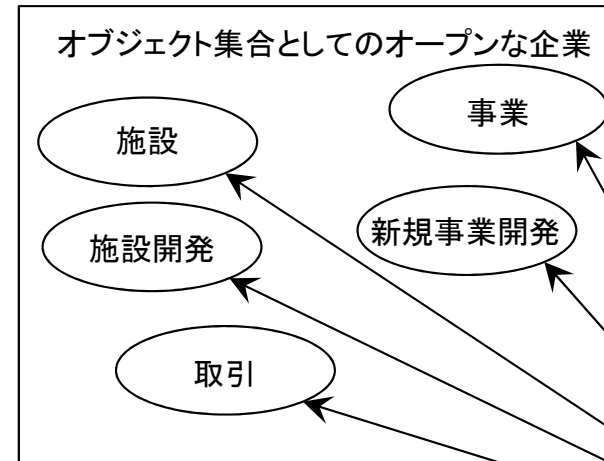 オブジェクト集合としてのオープンな企業
事業
施設
新規事業開発
施設開発
取引